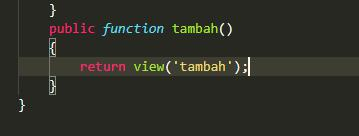 }
public function tambah()
{
return view('tambah');
}
}